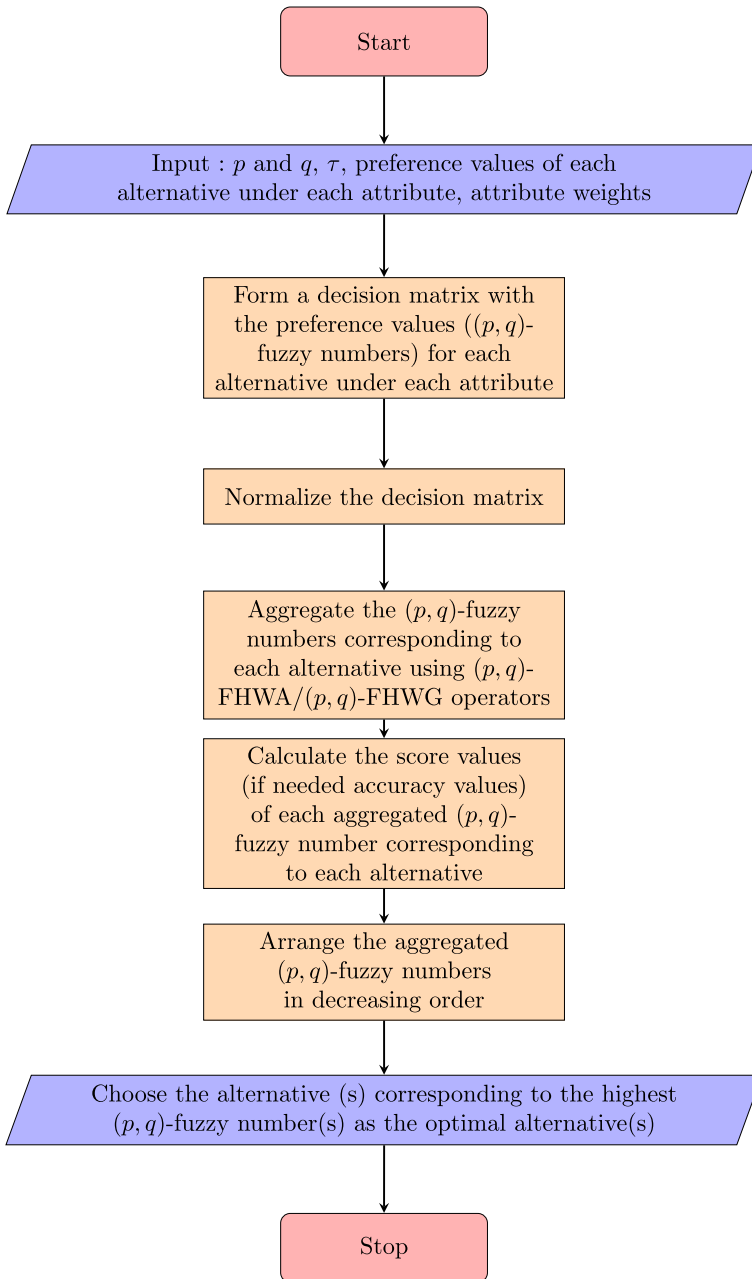 Start
Input : p and q, τ, preference values of each
alternative under each attribute, attribute weights
Form a decision matrix with
the preference values ((p, q)-
fuzzy numbers) for each
alternative under each attribute
Normalize the decision matrix
Aggregate the (p, q)-fuzzy
numbers corresponding to
each alternative using (p, q)-
FHWA/(p, q)-FHWG operators
Calculate the score values
(if needed accuracy values)
of each aggregated (p, q)-
fuzzy number corresponding
to each alternative
Arrange the aggregated
(p, q)-fuzzy numbers
in decreasing order
Choose the alternative (s) corresponding to the highest
(p, q)-fuzzy number(s) as the optimal alternative(s)
Stop